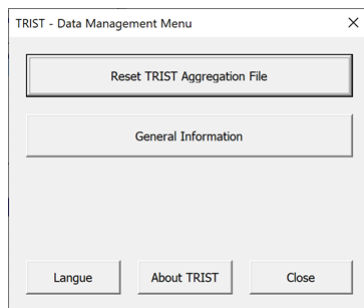 TRIST - Data Management Menu
Reset TRIST Aggregation File
General Information
Langue
About TRIST
Close